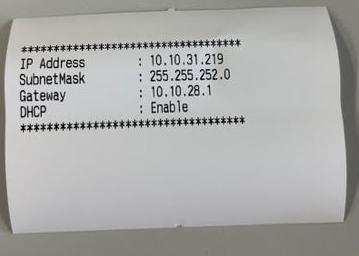 ****************************************
IP Address : 10.10.31.219
SubnetMask : 255.255.252.0
Gateway : 10.10.28.1
DHCP : Enable
****************************************